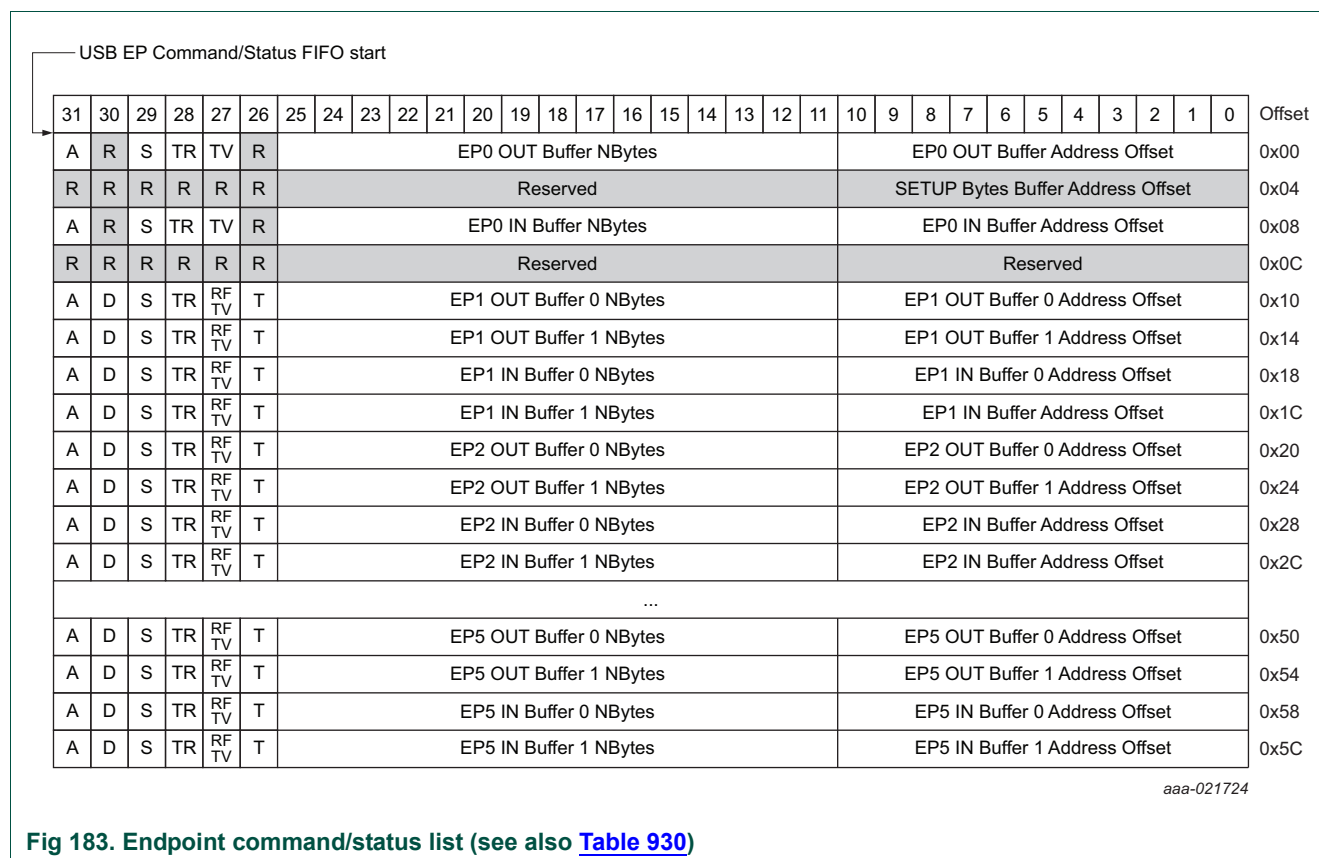 USB EP Command/Status FIFO start
31 30 29 28 27 26 25 24 23 22 21 20 19 18 17 16 15 14 13 12 11 10 9 8 7 6 5 4 3 2 1 0 Offset
A R S TR TV R EP0 OUT Buffer NBytes EP0 OUT Buffer Address Offset 0x00
R R R R R R Reserved SETUP Bytes Buffer Address Offset 0x04
A R S TR TV R EP0 IN Buffer NBytes EP0 IN Buffer Address Offset 0x08
R R R R R R Reserved Reserved 0x0C
A D S TR RF TV T EP1 OUT Buffer 0 NBytes EP1 OUT Buffer 0 Address Offset 0x10
A D S TR RF TV T EP1 OUT Buffer 1 NBytes EP1 OUT Buffer 1 Address Offset 0x14
A D S TR RF TV T EP1 IN Buffer 0 NBytes EP1 IN Buffer 0 Address Offset 0x18
A D S TR RF TV T EP1 IN Buffer 1 NBytes EP1 IN Buffer Address Offset 0x1C
A D S TR RF TV T EP2 OUT Buffer 0 NBytes EP2 OUT Buffer 0 Address Offset 0x20
A D S TR RF TV T EP2 OUT Buffer 1 NBytes EP2 OUT Buffer 1 Address Offset 0x24
A D S TR RF TV T EP2 IN Buffer 0 NBytes EP2 IN Buffer Address Offset 0x28
A D S TR RF TV T EP2 IN Buffer 1 NBytes EP2 IN Buffer Address Offset 0x2C
...
A D S TR RF TV T EP5 OUT Buffer 0 NBytes EP5 OUT Buffer 0 Address Offset 0x50
A D S TR RF TV T EP5 OUT Buffer 1 NBytes EP5 OUT Buffer 1 Address Offset 0x54
A D S TR RF TV T EP5 IN Buffer 0 NBytes EP5 IN Buffer 0 Address Offset 0x58
A D S TR RF TV T EP5 IN Buffer 1 NBytes EP5 IN Buffer 1 Address Offset 0x5C
aaa-021724
Fig 183. Endpoint command/status list (see also Table 930)